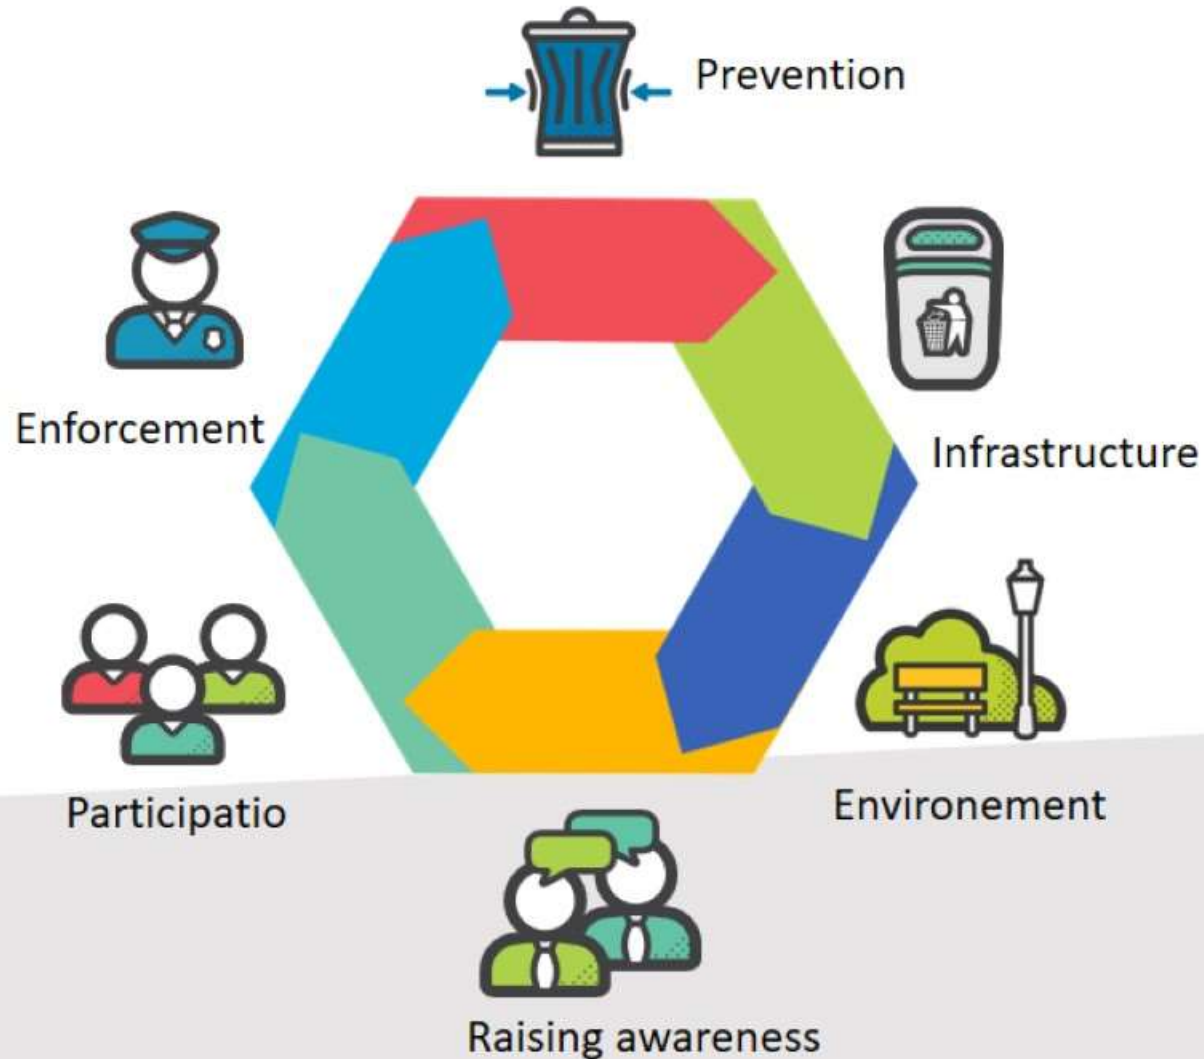 Prevention
Infrastructure
Environement
Raising awareness
Participatio
Enforcement